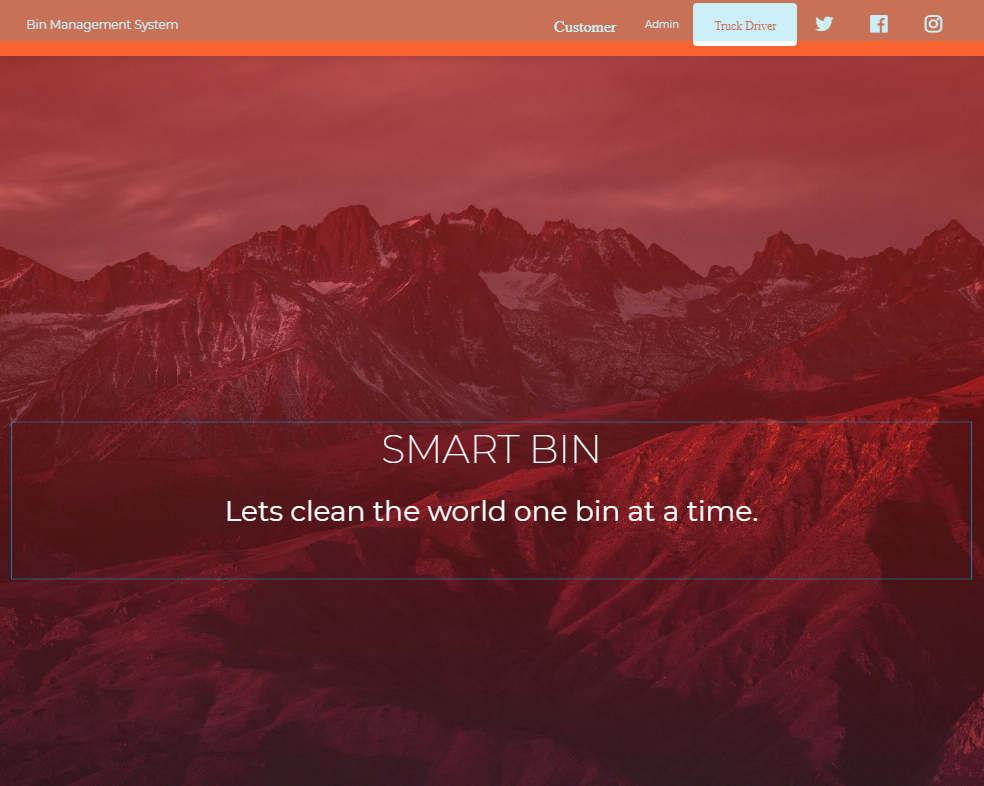 Bin Management System
Customer
Admin
Truck Driver
SMART BIN
Lets clean the world one bin at a time.